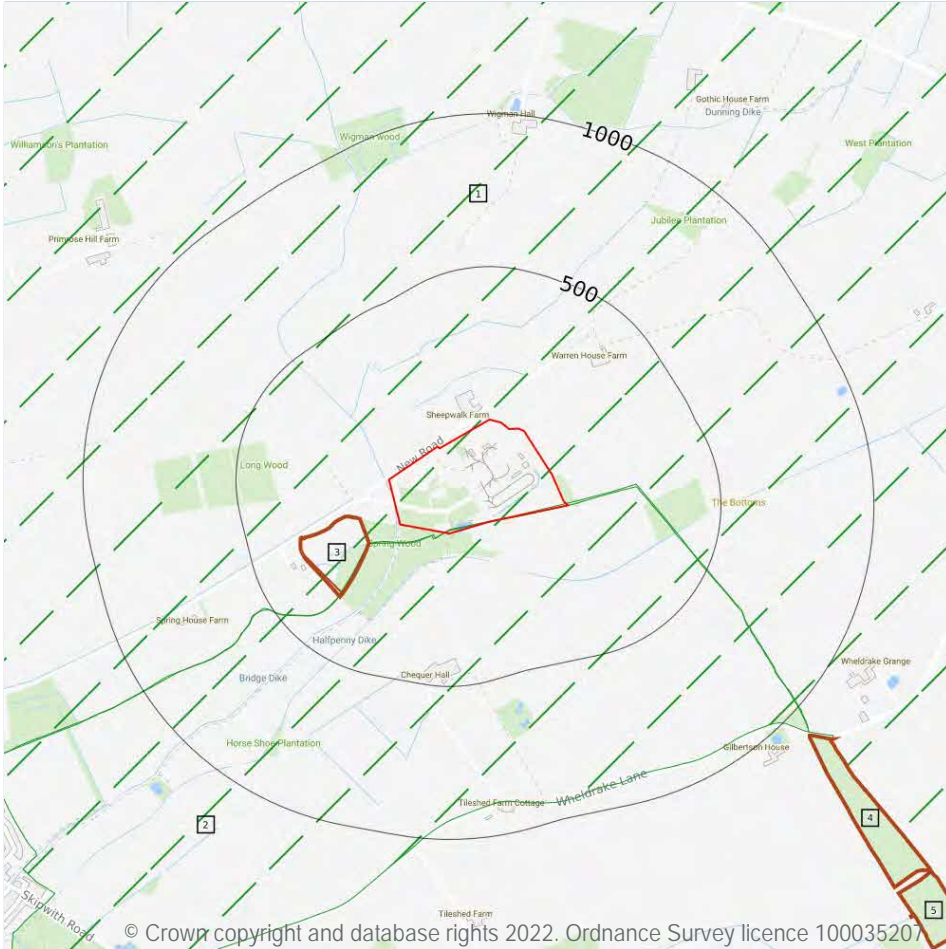 Wigman Hall
Gothic House Farm
Dunning Dike
1000
Wigman wood
Williamson's Plantation
West Plantation
1
Jubilee Plantation
Primrose Hill Farm
500
Warren House Farm
Sheepwalk Farm
New Road
Long Wood
The Bottoms
Spring Wood
3
Spring House Farm
Halfpenny Dike
Wheldrake Grange
Chequer Hall
Bridge Dike
Horse Shoe Plantation
Gilbertson House
Wheldrake Lane
Tileshed Farm Cottage
4
2
Skipwith Road
5
Tileshed Farm
© Crown copyright and database rights 2022. Ordnance Survey licence 100035207.